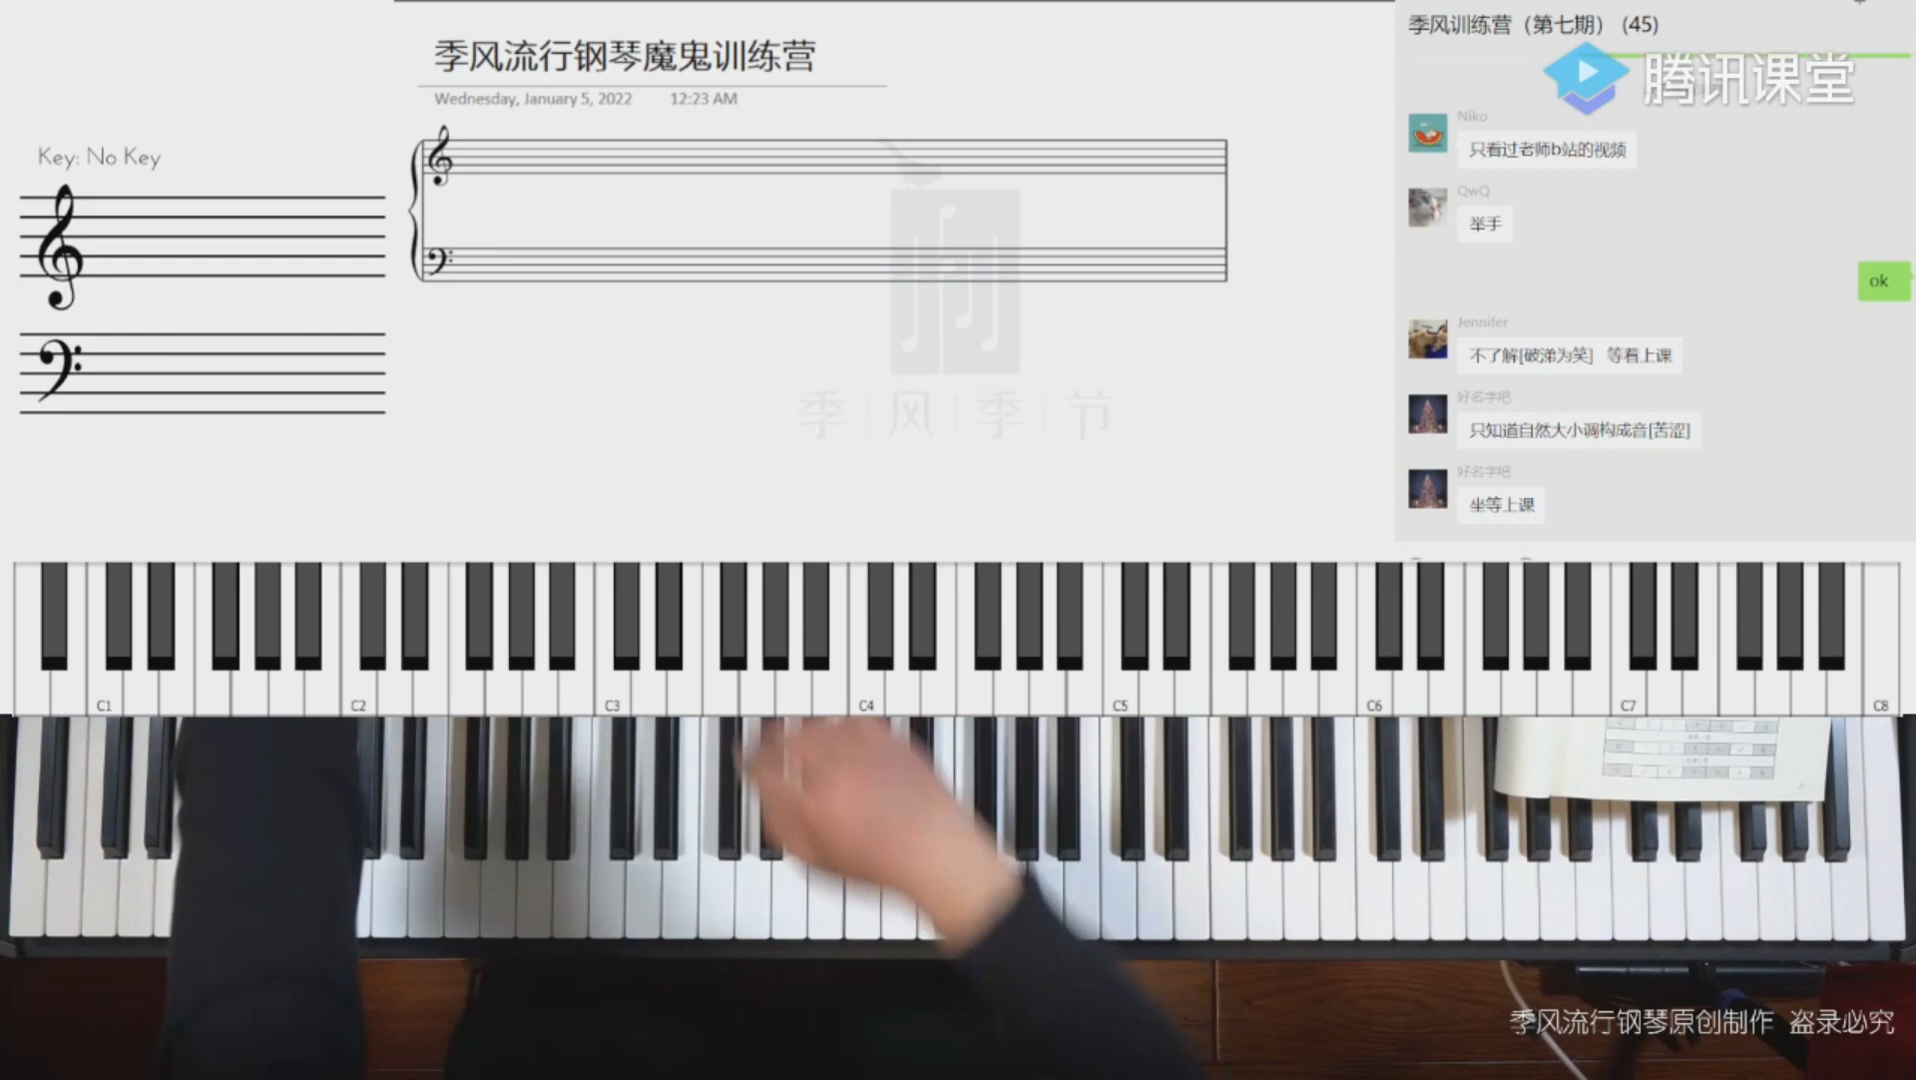 季风流行钢琴魔鬼训练营
Wednesday, January 5, 2022 12:23 AM
Key: No Key
季风季节
季风训练营（第七期） (45)
腾讯课堂
Niko
只看过老师b站的视频
QwQ
举手
ok
Jennifer
不了解[破涕为笑] 等着上课
好名字吧
只知道自然大小调构成音[苦涩]
好名字吧
坐等上课
C1 C2 C3 C4 C5 C6 C7 C8
季风流行钢琴原创制作 盗录必究